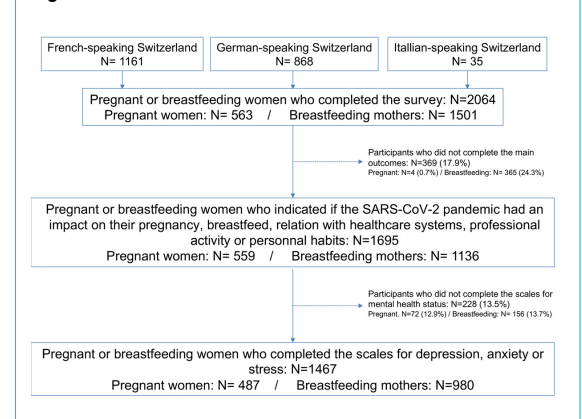 French-speaking Switzerland
N= 1161
German-speaking Switzerland
N= 868
Itallian-speaking Switzerland
N= 35
Pregnant or breastfeeding women who completed the survey: N=2064
Pregnant women: N= 563 / Breastfeeding mothers: N= 1501
Participants who did not complete the main
outcomes: N=369 (17.9%)
Pregnant: N=4 (0.7%) / Breastfeeding: N= 365 (24.3%)
Pregnant or breastfeeding women who indicated if the SARS-CoV-2 pandemic had an
impact on their pregnancy, breastfeed, relation with healthcare systems, professional
activity or personnal habits: N=1695
Pregnant women: N= 559 / Breastfeeding mothers: N= 1136
Participants who did not complete the scales for
mental health status: N=228 (13.5%)
Pregnant. N=72 (12.9%) / Breastfeeding: N= 156 (13.7%)
Pregnant or breastfeeding women who completed the scales for depression, anxiety or
stress: N=1467
Pregnant women: N= 487 / Breastfeeding mothers: N=980